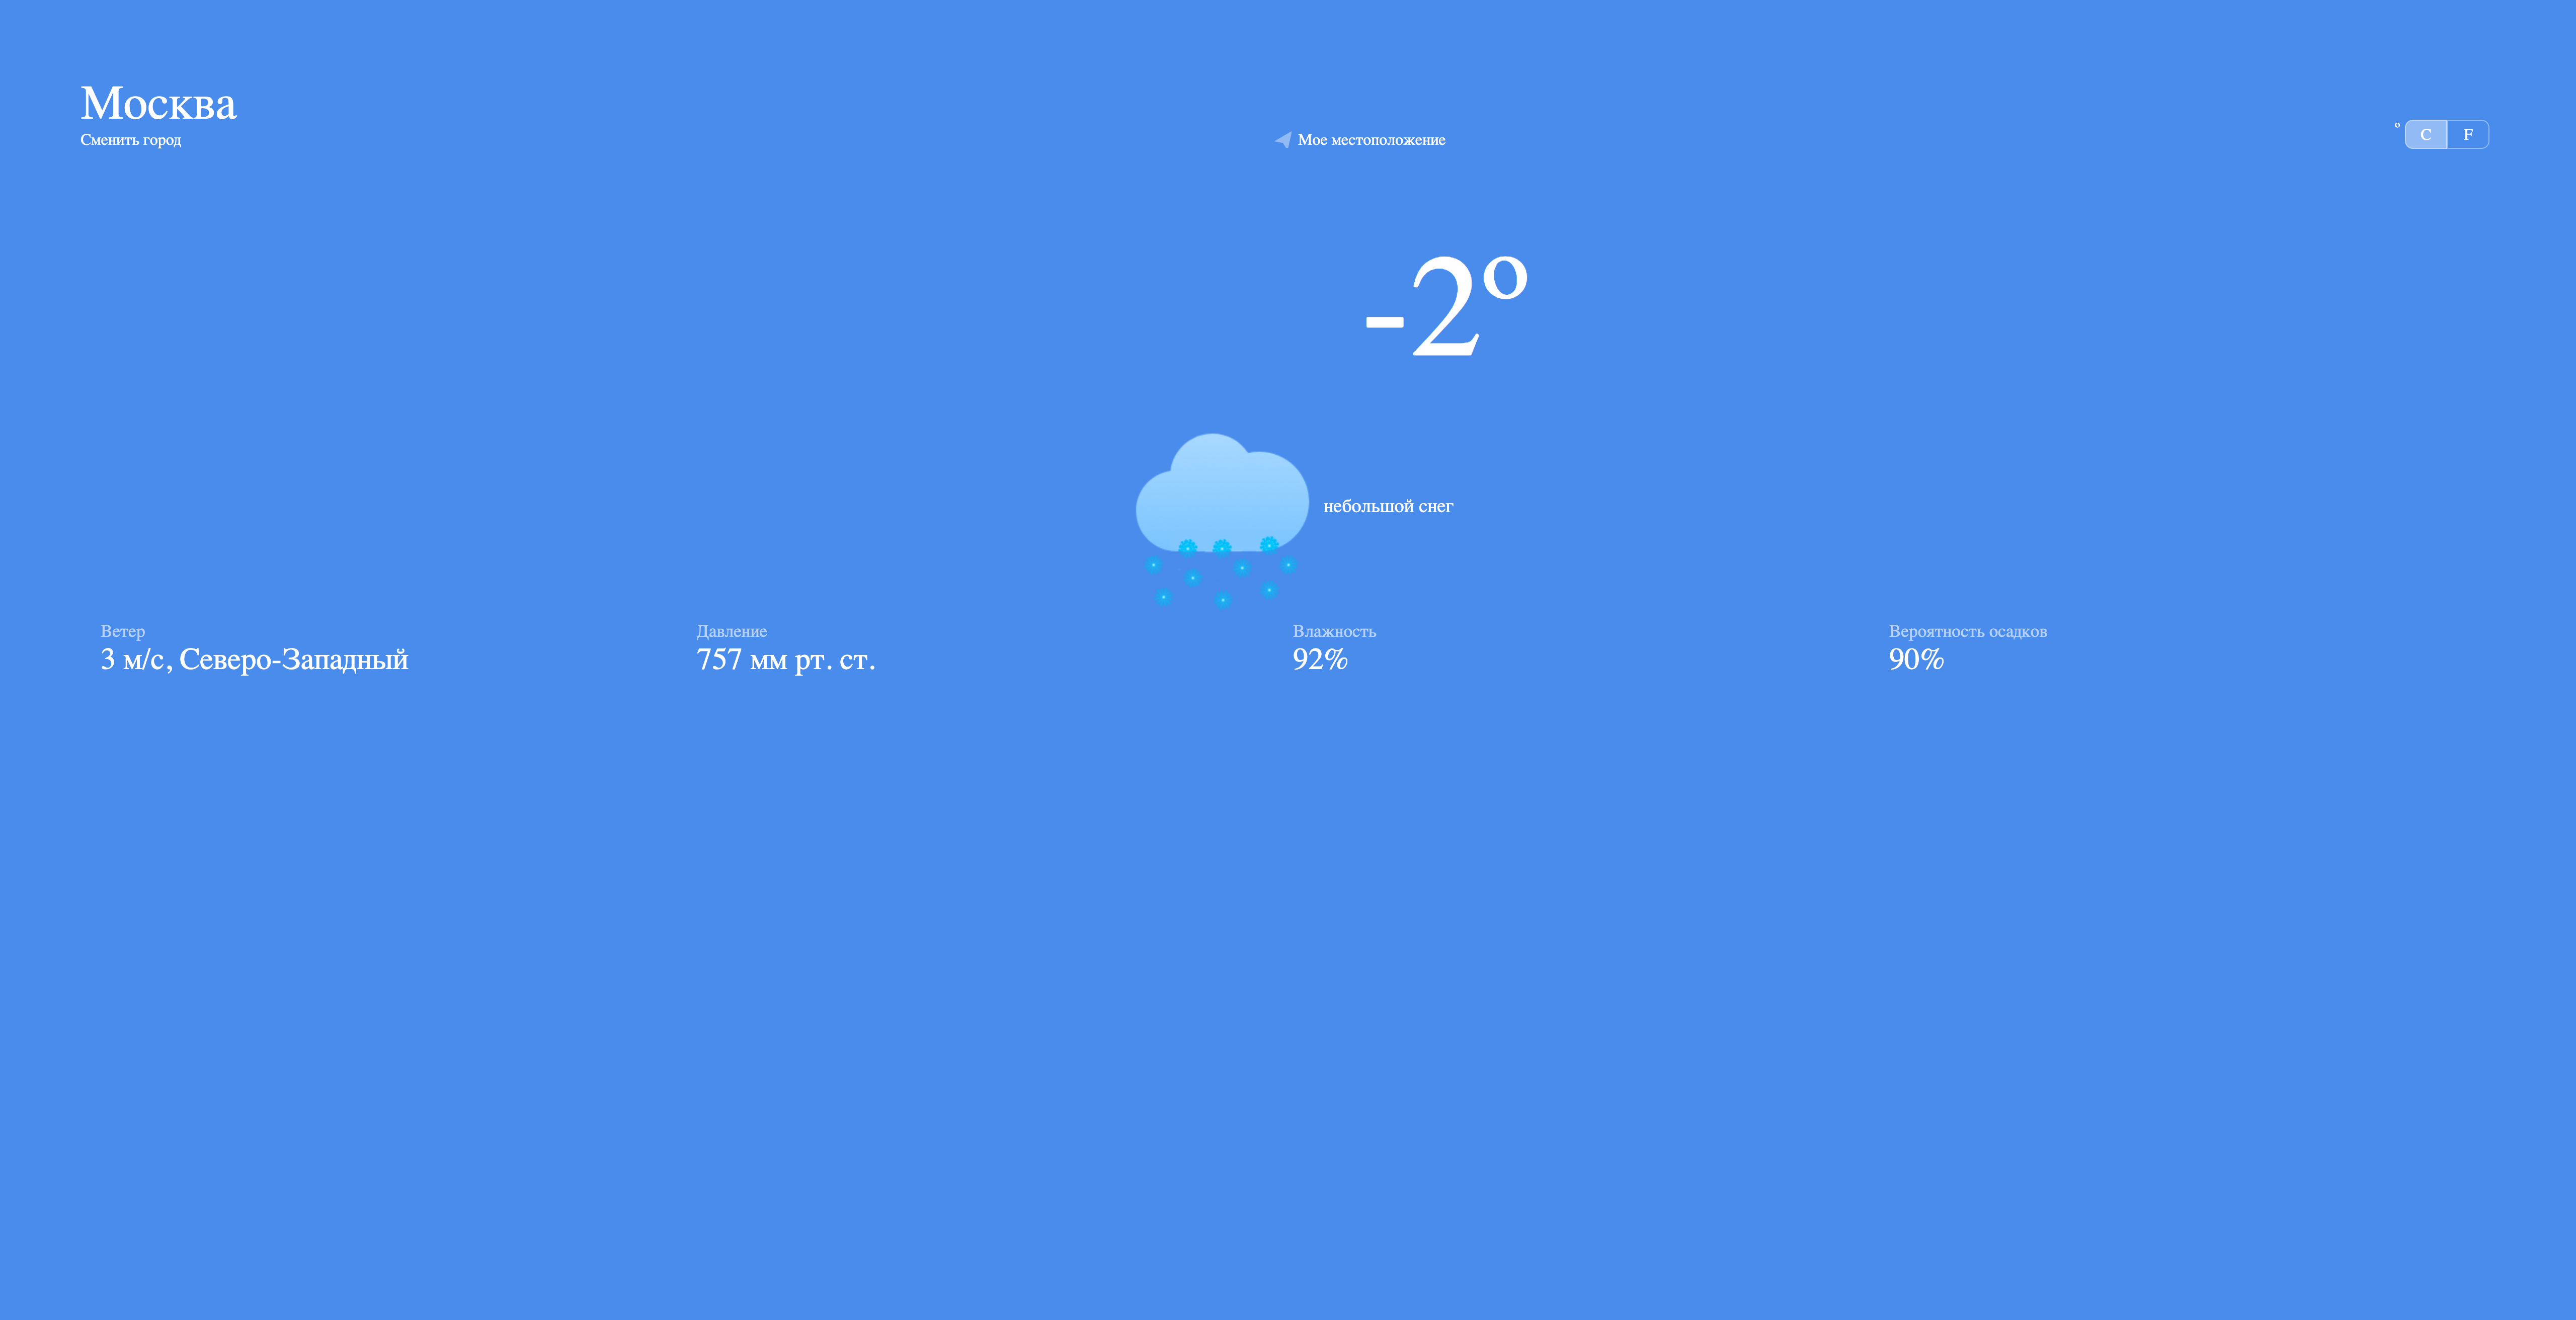 Москва
Сменить город
Мое местоположение
º C F
-2º
небольшой снег
Ветер
3 м/с, Северо-Западный
Давление
757 мм рт. ст.
Влажность
92%
Вероятность осадков
90%